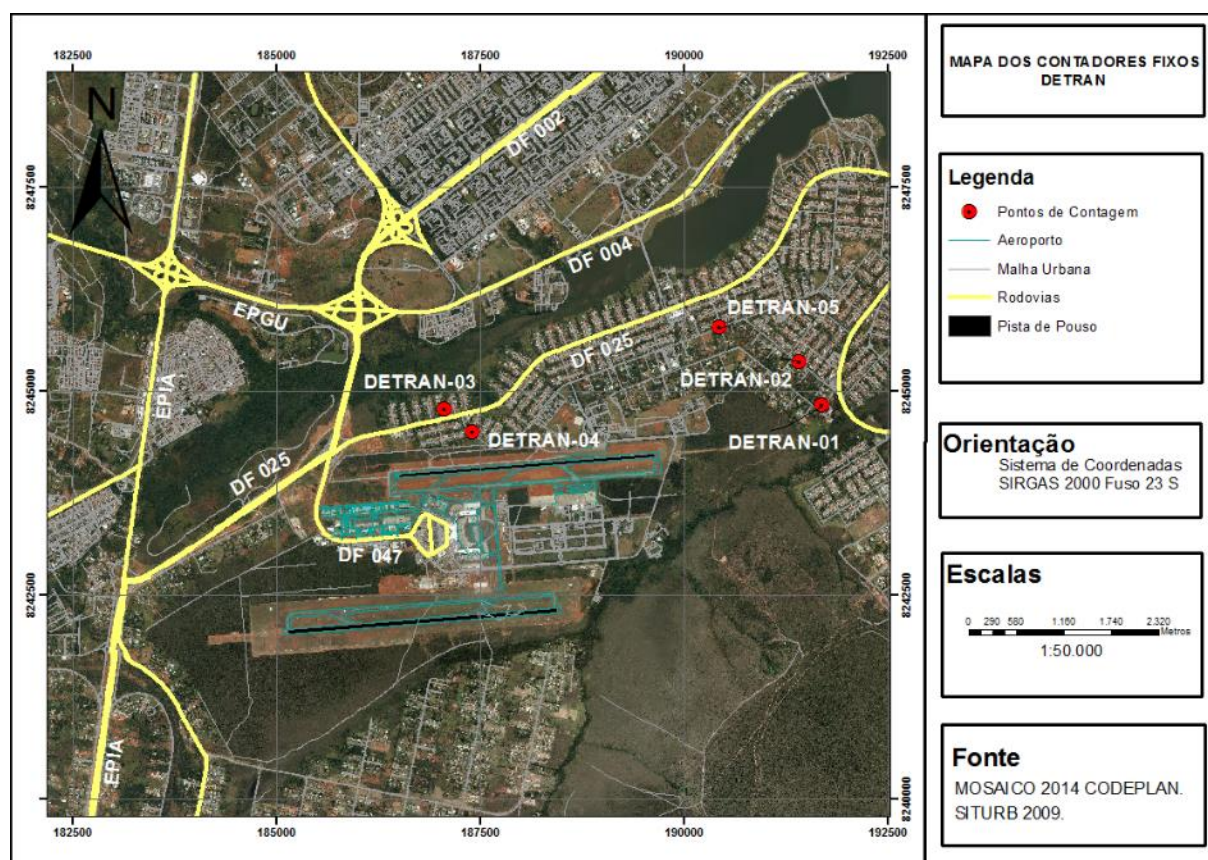 182500 185000 187500 190000 192500
N
DF 002
8247500 8247500
DF 004
EPGU
DETRAN-05
DF 025
DETRAN-03
DETRAN-02
EPIA
8245000 8245000
DETRAN-04
DETRAN-01
DF 025
DF 047
8242500 8242500
EPIA
8240000 8240000
182500 185000 187500 190000 192500
MAPA DOS CONTADORES FIXOS
DETRAN
Legenda
Pontos de Contagem
Aeroporto
Malha Urbana
Rodovias
Pista de Pouso
Orientação
Sistema de Coordenadas
SIRGAS 2000 Fuso 23 S
Escalas
0 290 580 1.160 1.740 2.320
Metros
1:50.000
Fonte
MOSAICO 2014 CODEPLAN.
SITURB 2009.